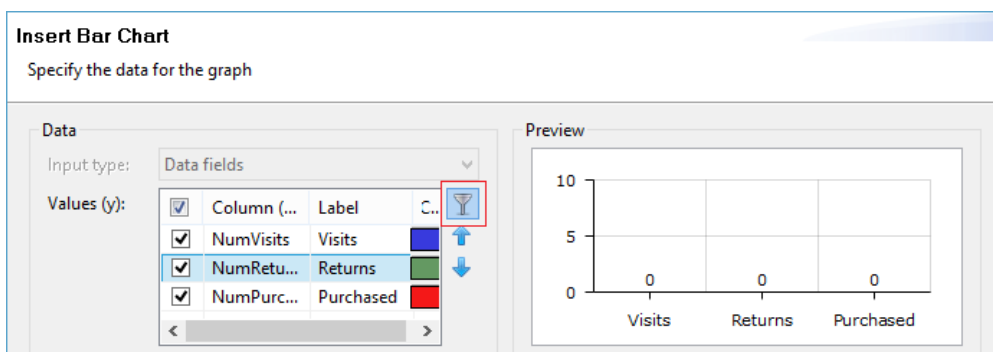 Insert Bar Chart
Specify the data for the graph
Data
Input type: Data fields
Values (y):
Column (... Label C..
NumVisits Visits
NumRetu... Returns
NumPurc... Purchased
Preview
10
5
0
0 0 0
Visits Returns Purchased